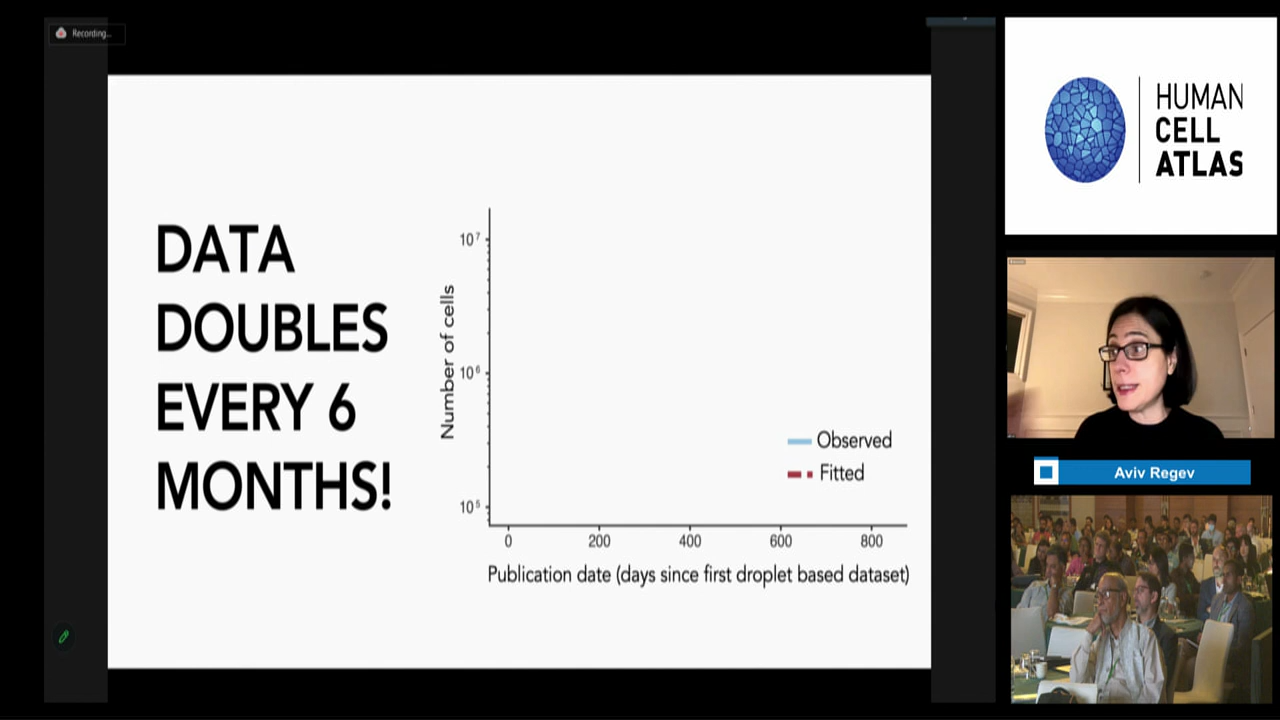 Recording...
DATA
DOUBLES
EVERY 6
MONTHS!
Number of cells
10⁷
10⁶
10⁵
Observed
Fitted
0 200 400 600 800
Publication date (days since first droplet based dataset)
HUMAN
CELL
ATLAS
Aviv Regev